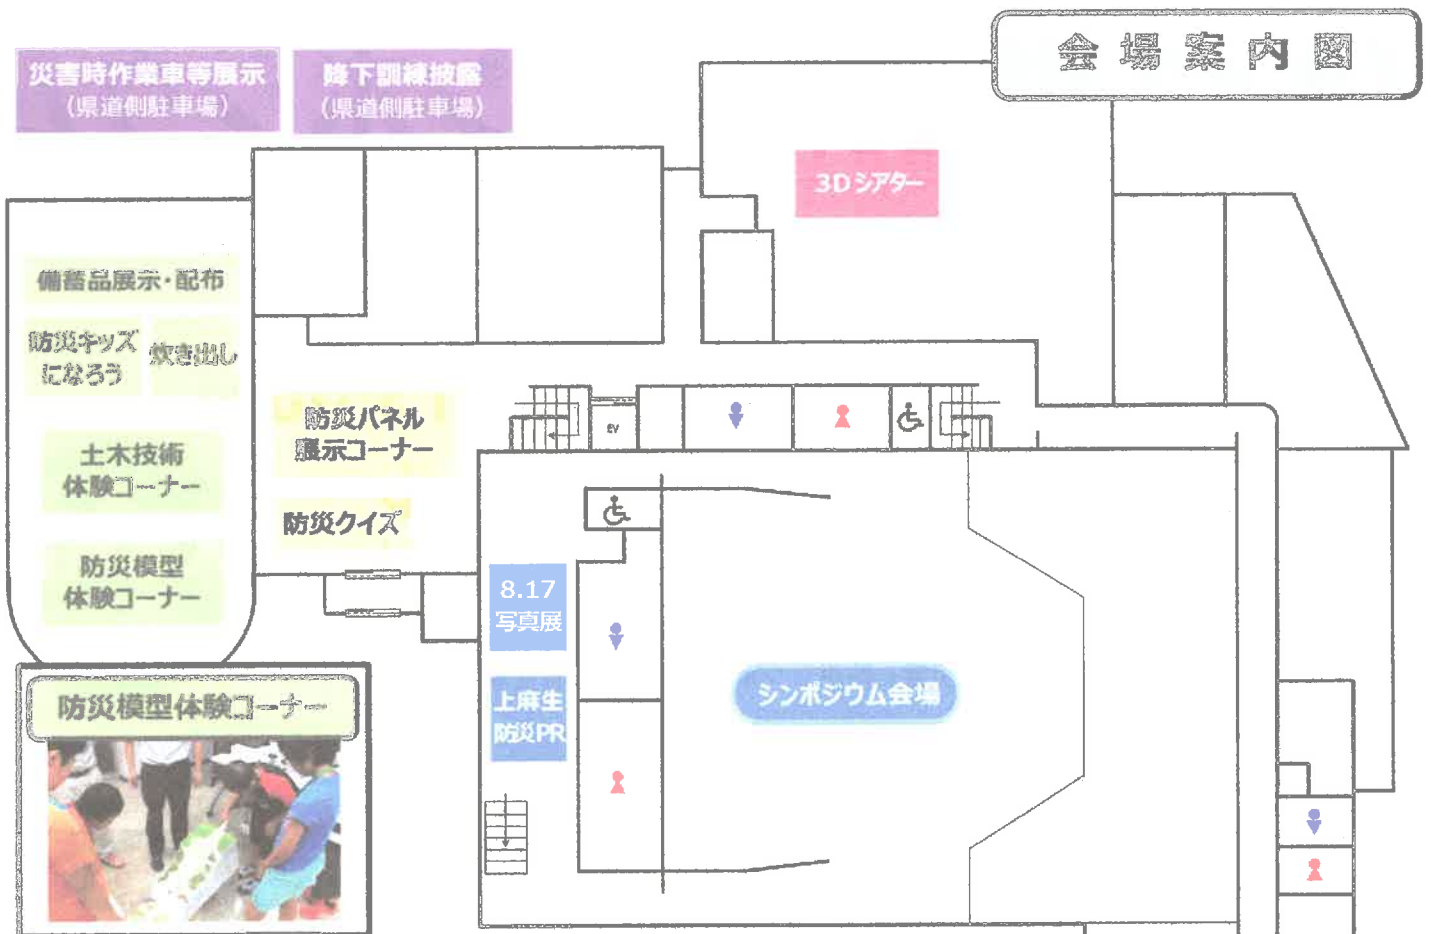 会場案内図
災害時作業車等展示
(県道側駐車場)
降下訓練披露
(県道側駐車場)
3Dシアター
備蓄品展示・配布
防災キッズ
になろう
炊き出し
土木技術
体験コーナー
防災模型
体験コーナー
防災パネル
展示コーナー
防災クイズ
EV
8.17
写真展
上麻生
防災PR
シンポジウム会場
防災模型体験コーナー